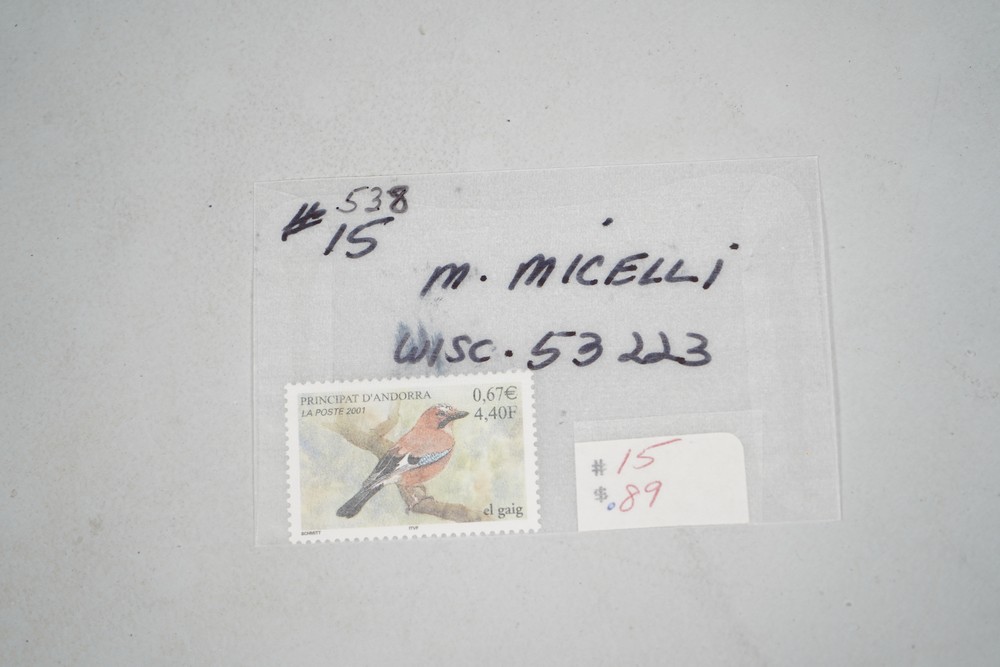 #538
15
M. MICELLI
WISC. 53223
PRINCIPAT D'ANDORRA
LA POSTE 2001
0,67€
4,40F
el gaig
# 15
$.89